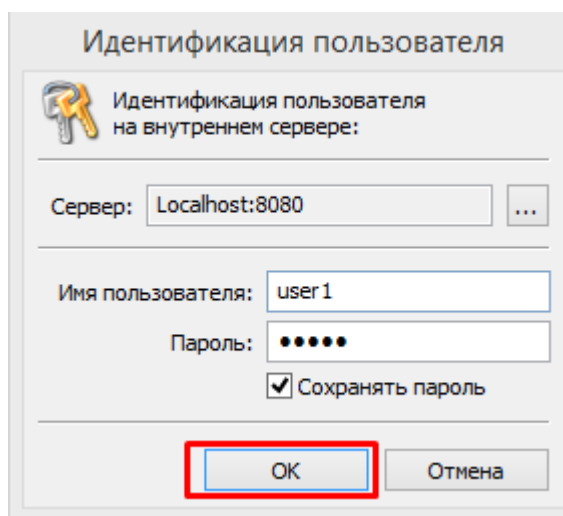 Идентификация пользователя
Идентификация пользователя
на внутреннем сервере:
Сервер: Localhost:8080 ...
Имя пользователя: user1
Пароль: •••••
Сохранять пароль
OK Отмена